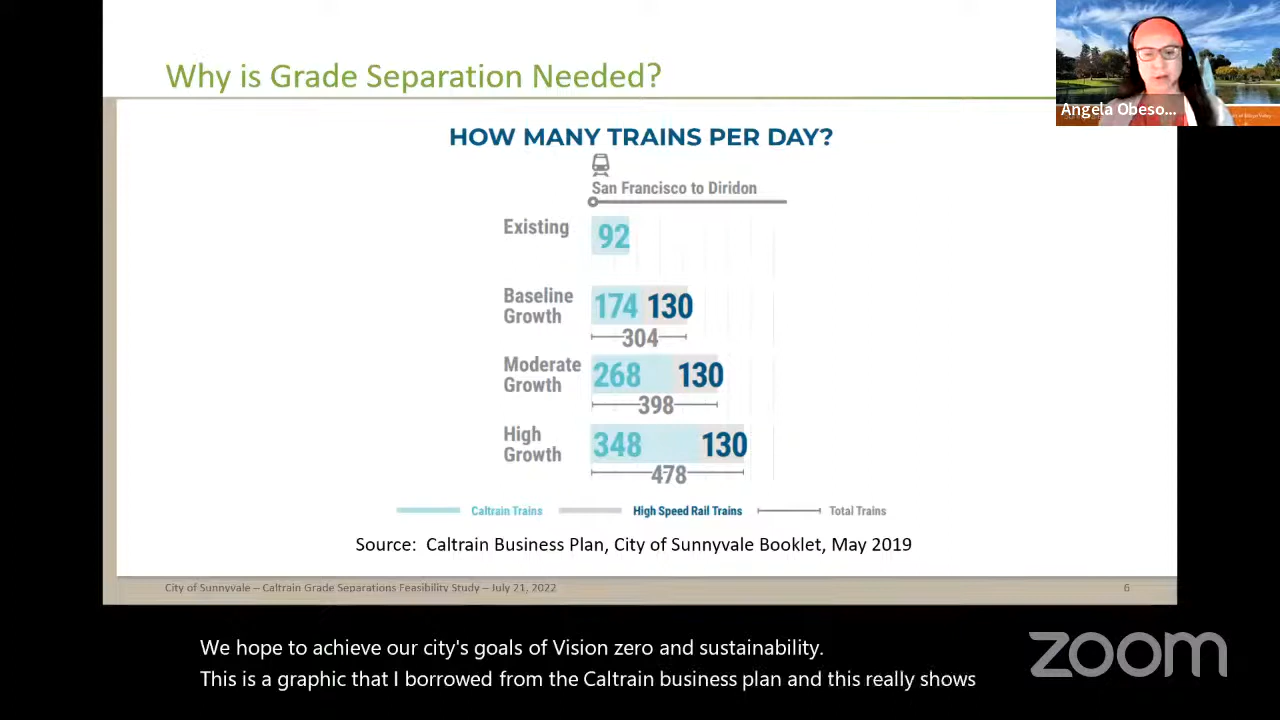 Why is Grade Separation Needed?
Angela Obeso...
HOW MANY TRAINS PER DAY?
San Francisco to Diridon
Existing
92
Baseline
Growth
174 130
304
Moderate
Growth
268 130
398
High
Growth
348 130
478
Caltrain Trains
High Speed Rail Trains
Total Trains
Source: Caltrain Business Plan, City of Sunnyvale Booklet, May 2019
City of Sunnyvale – Caltrain Grade Separations Feasibility Study – July 21, 2022
6
We hope to achieve our city's goals of Vision zero and sustainability.
This is a graphic that I borrowed from the Caltrain business plan and this really shows
zoom